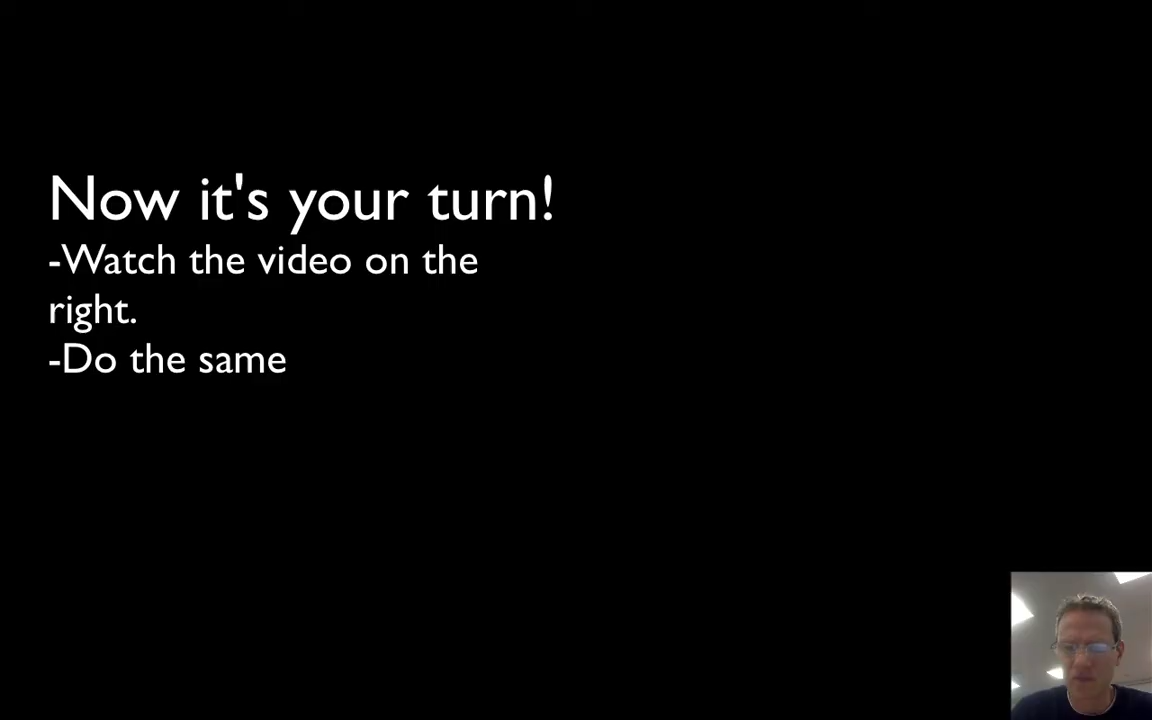 Now it's your turn!
-Watch the video on the
right.
-Do the same